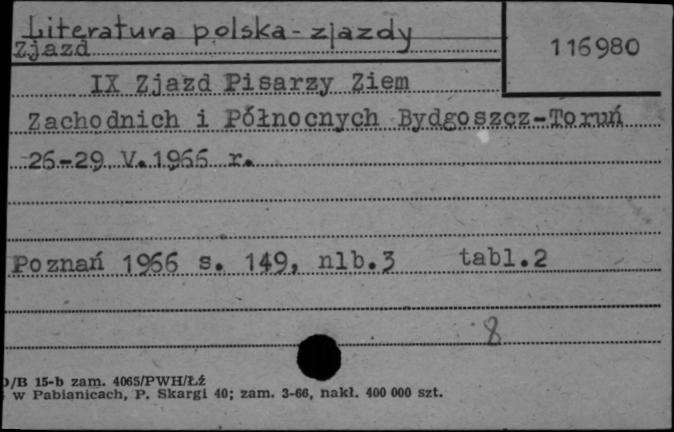 Literatura polska - zjazdy
Zjazd
116980
IX Zjazd Pisarzy Ziem
Zachodnich i Północnych Bydgoszcz-Toruń
26-29 V.1966 r.
Poznań 1966 s. 149, nlb.3 tabl.2
8
/B 15-b zam. 4065/PWH/Łź
w Pabianicach, P. Skargi 40; zam. 3-66, nakł. 400 000 szt.